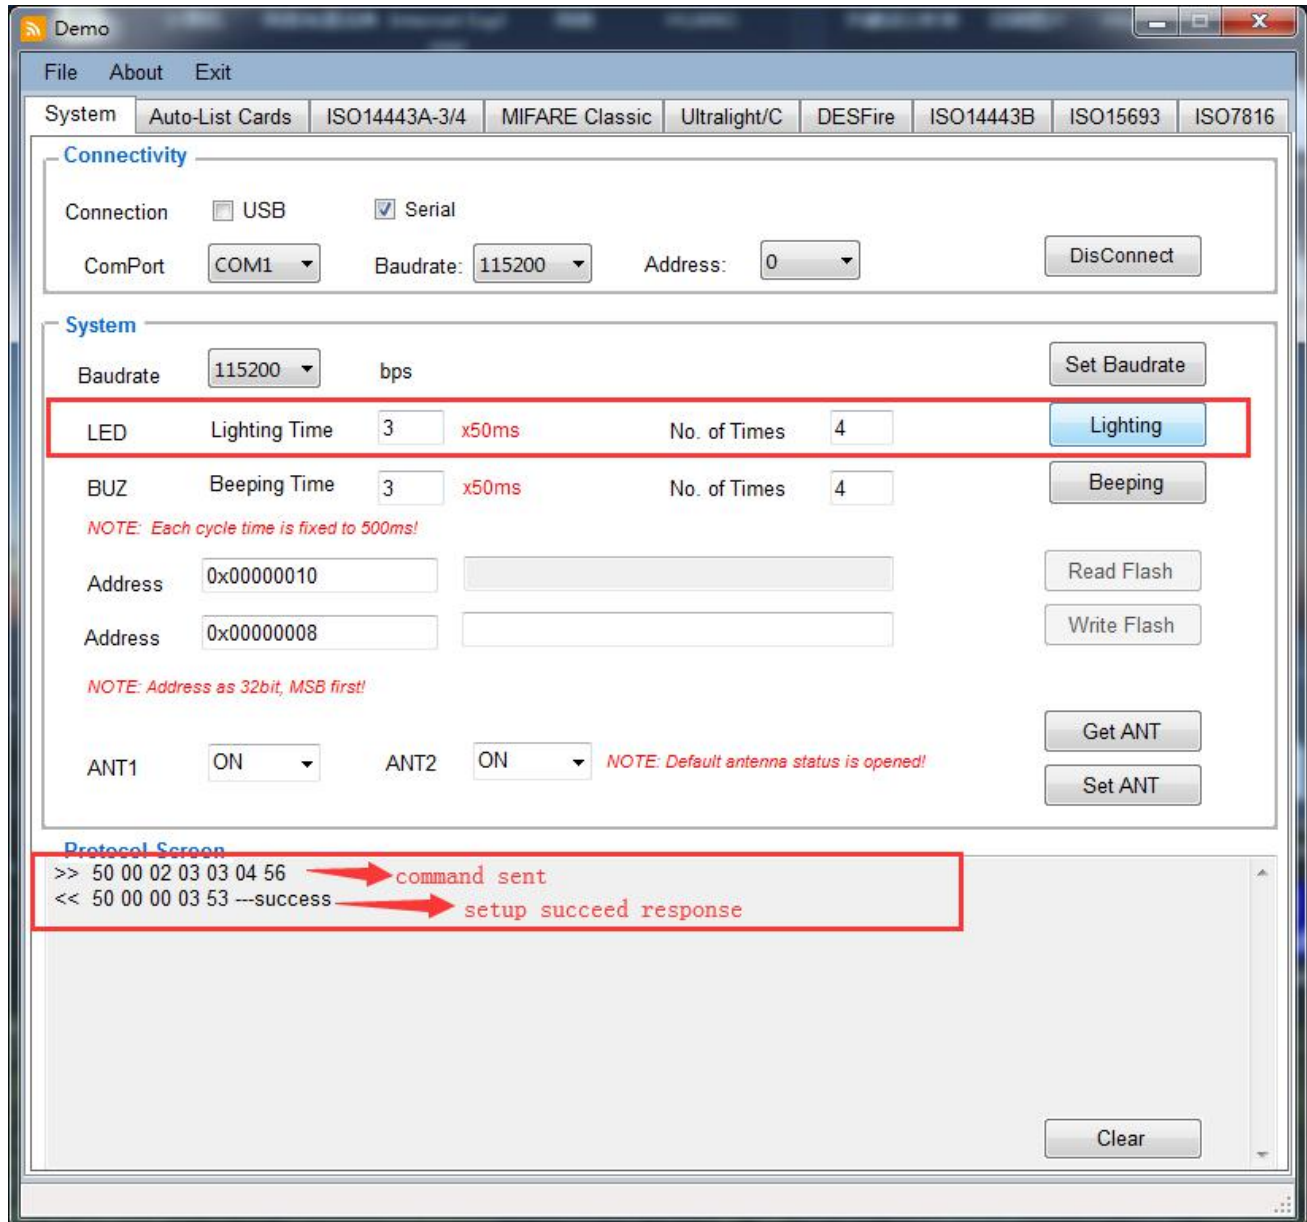 Demo
File About Exit
System Auto-List Cards ISO14443A-3/4 MIFARE Classic Ultralight/C DESFire ISO14443B ISO15693 ISO7816
Connectivity
Connection USB Serial
ComPort COM1 Baudrate: 115200 Address: 0 DisConnect
System
Baudrate 115200 bps Set Baudrate
LED Lighting Time 3 x50ms No. of Times 4 Lighting
BUZ Beeping Time 3 x50ms No. of Times 4 Beeping
NOTE: Each cycle time is fixed to 500ms!
Address 0x00000010 Read Flash
Address 0x00000008 Write Flash
NOTE: Address as 32bit, MSB first!
Get ANT
ANT1 ON ANT2 ON NOTE: Default antenna status is opened!
Set ANT
Protocol Screen
>> 50 00 02 03 03 04 56 command sent
<< 50 00 00 03 53 ---success setup succeed response
Clear